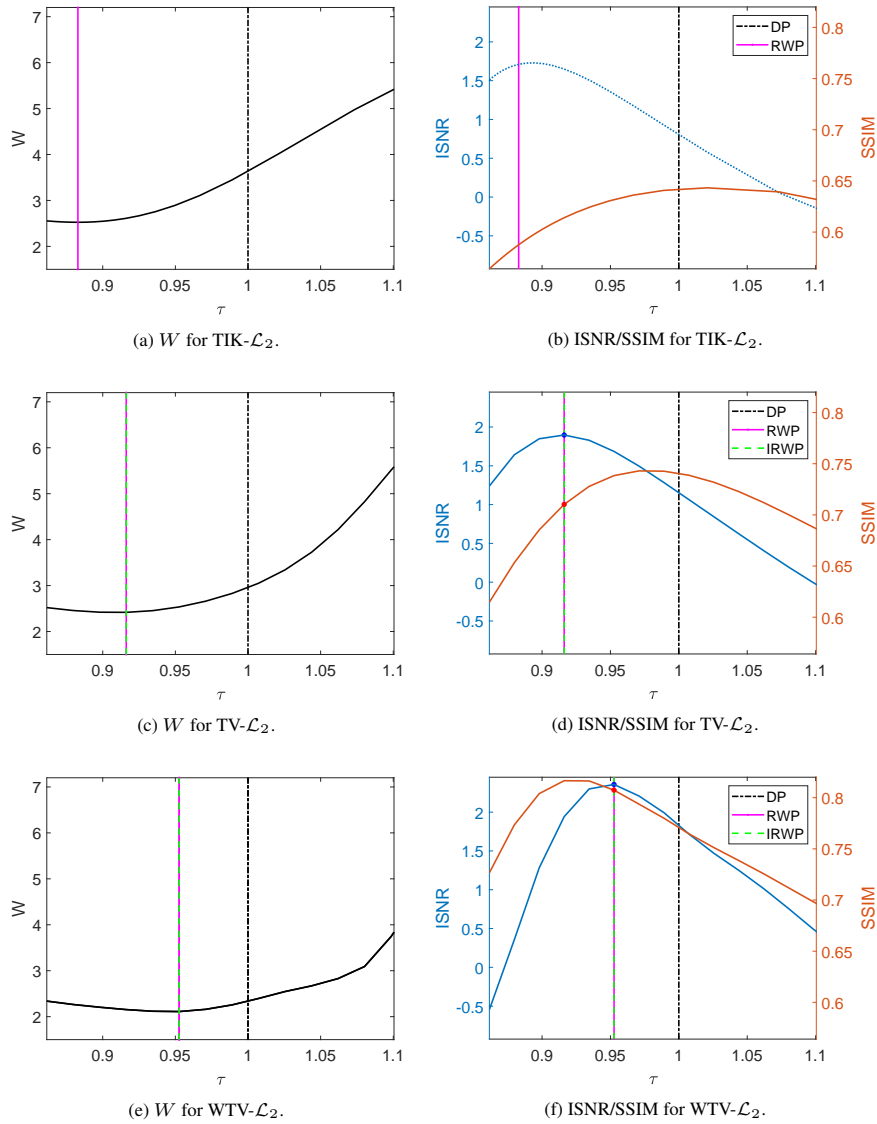 7
6
5
4
3
2
W
0.9
0.95
1
1.05
1.1
τ
(a) W for TIK-ℒ₂.
2
1.5
1
0.5
0
-0.5
ISNR
0.8
0.75
0.7
0.65
0.6
SSIM
DP
RWP
0.9
0.95
1
1.05
1.1
τ
(b) ISNR/SSIM for TIK-ℒ₂.
7
6
5
4
3
2
W
0.9
0.95
1
1.05
1.1
τ
(c) W for TV-ℒ₂.
2
1.5
1
0.5
0
-0.5
ISNR
0.8
0.75
0.7
0.65
0.6
SSIM
DP
RWP
IRWP
0.9
0.95
1
1.05
1.1
τ
(d) ISNR/SSIM for TV-ℒ₂.
7
6
5
4
3
2
W
0.9
0.95
1
1.05
1.1
τ
(e) W for WTV-ℒ₂.
2
1.5
1
0.5
0
-0.5
ISNR
0.8
0.75
0.7
0.65
0.6
SSIM
DP
RWP
IRWP
0.9
0.95
1
1.05
1.1
τ
(f) ISNR/SSIM for WTV-ℒ₂.